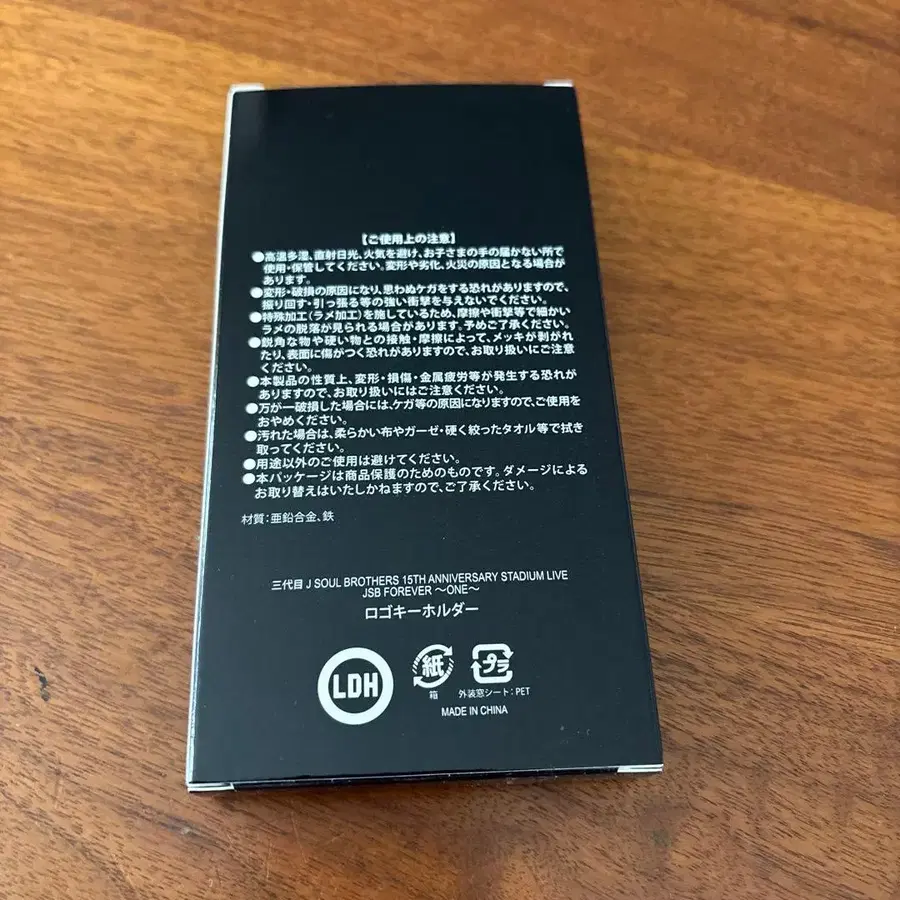 【ご使用上の注意】
●高温多湿、直射日光、火気を避け、お子さまの手の届かない所で
使用・保管してください。変形や劣化、火災の原因となる場合が
あります。
●変形・破損の原因になり、思わぬケガをする恐れがありますので、
振り回す・引っ張る等の強い衝撃を与えないでください。
●特殊加工(ラメ加工)を施しているため、摩擦や衝撃等で細かい
ラメの脱落が見られる場合があります。予めご了承ください。
●鋭角な物や硬い物との接触・摩擦によって、メッキが剥がれ
たり、表面に傷がつく恐れがありますので、お取り扱いにご注意
ください。
●本製品の性質上、変形・損傷・金属疲労等が発生する恐れが
ありますので、お取り扱いにはご注意ください。
●万が一破損した場合には、ケガ等の原因になりますので、ご使用を
おやめください。
●汚れた場合は、柔らかい布やガーゼ・硬く絞ったタオル等で拭き
取ってください。
●用途以外のご使用は避けてください。
●本パッケージは商品保護のためのものです。ダメージによる
お取り替えはいたしかねますので、ご了承ください。
材質:亜鉛合金、鉄
三代目 J SOUL BROTHERS 15TH ANNIVERSARY STADIUM LIVE
JSB FOREVER 〜ONE〜
ロゴキーホルダー
LDH
紙
箱
プラ
外装窓シート:PET
MADE IN CHINA